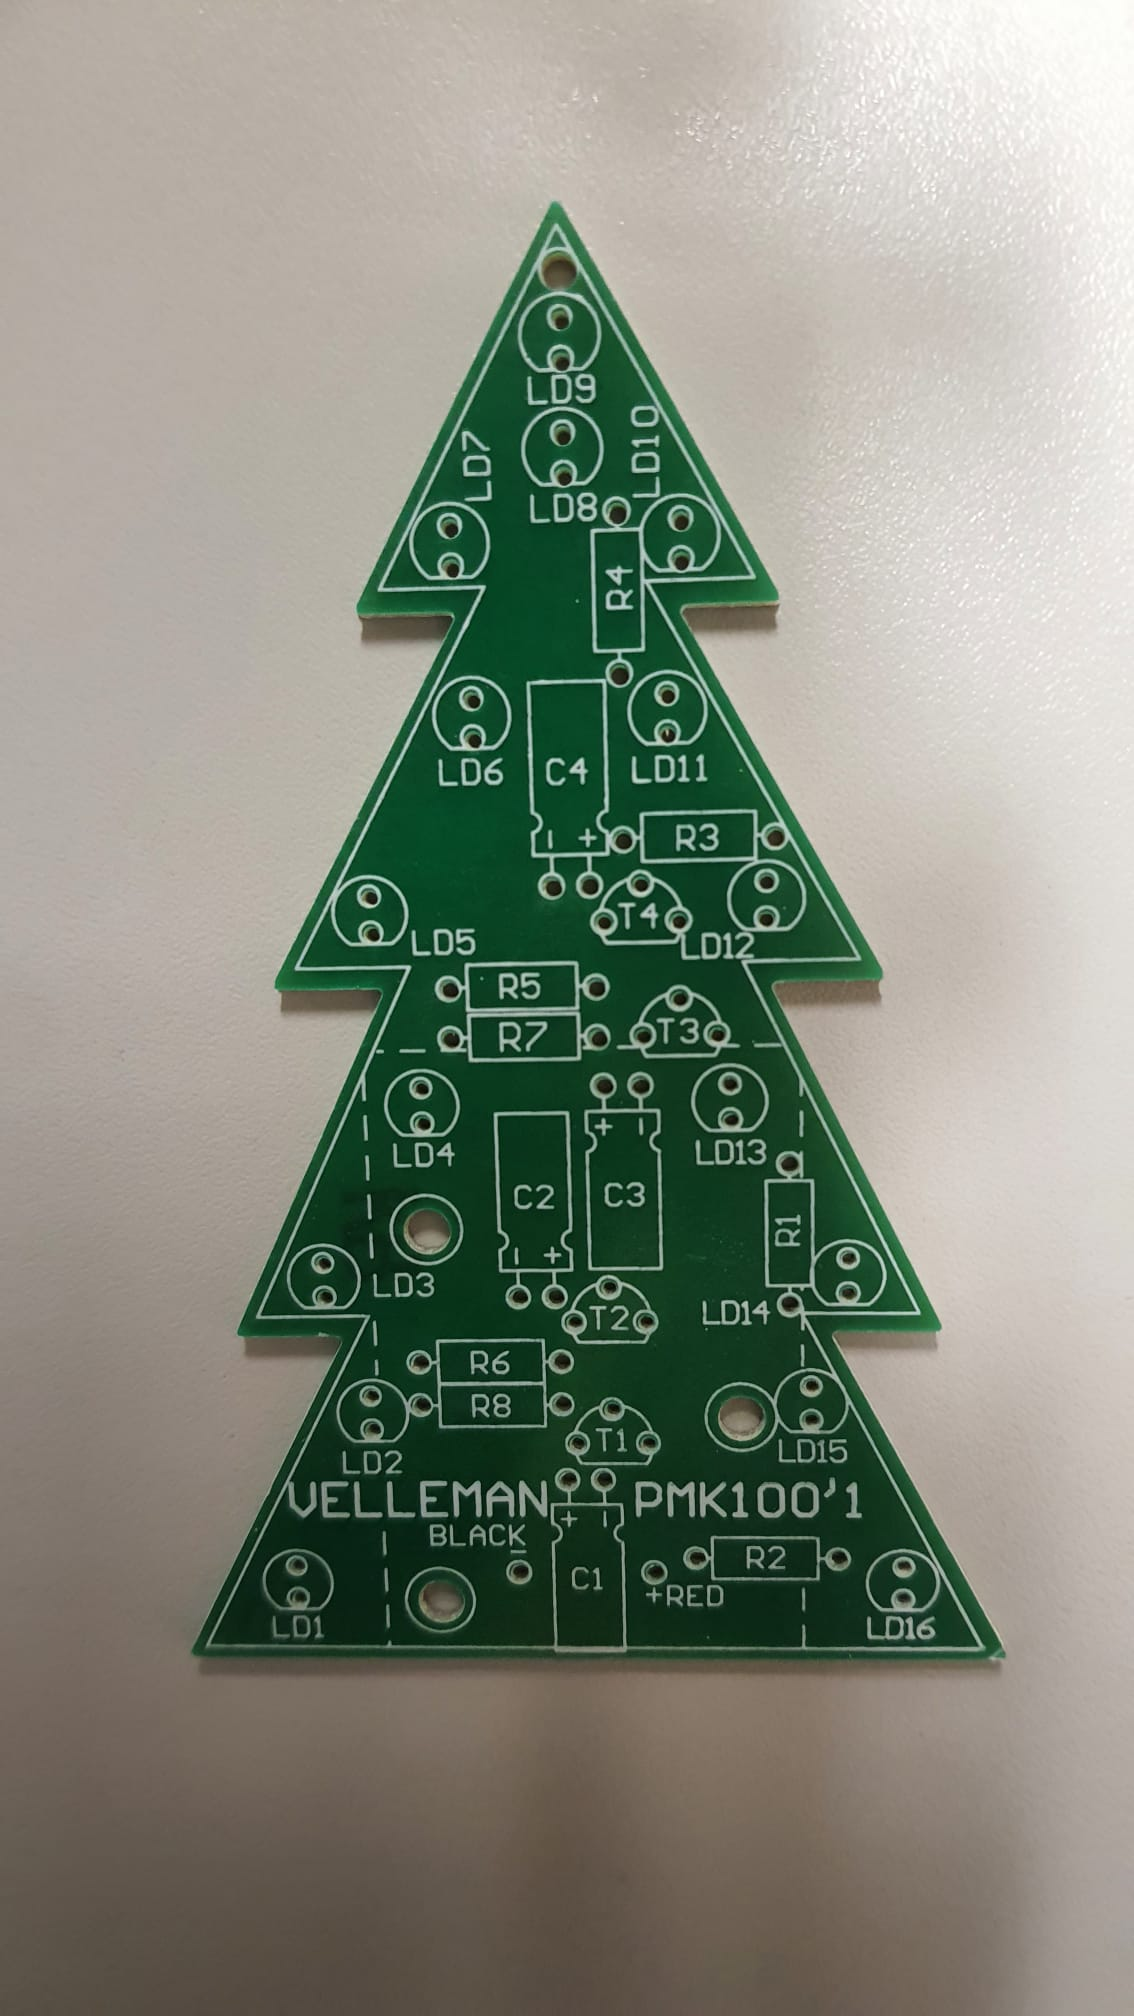 LD9
LD7
LD10
LD8
R4
LD6
C4
LD11
- +
R3
T4
LD5
LD12
R5
R7
T3
+ -
LD4
LD13
C2
C3
R1
- +
LD3
T2
LD14
R6
R8
T1
LD2
LD15
VELLEMAN PMK100'1
+ -
BLACK -
C1
R2
+RED
LD1
LD16